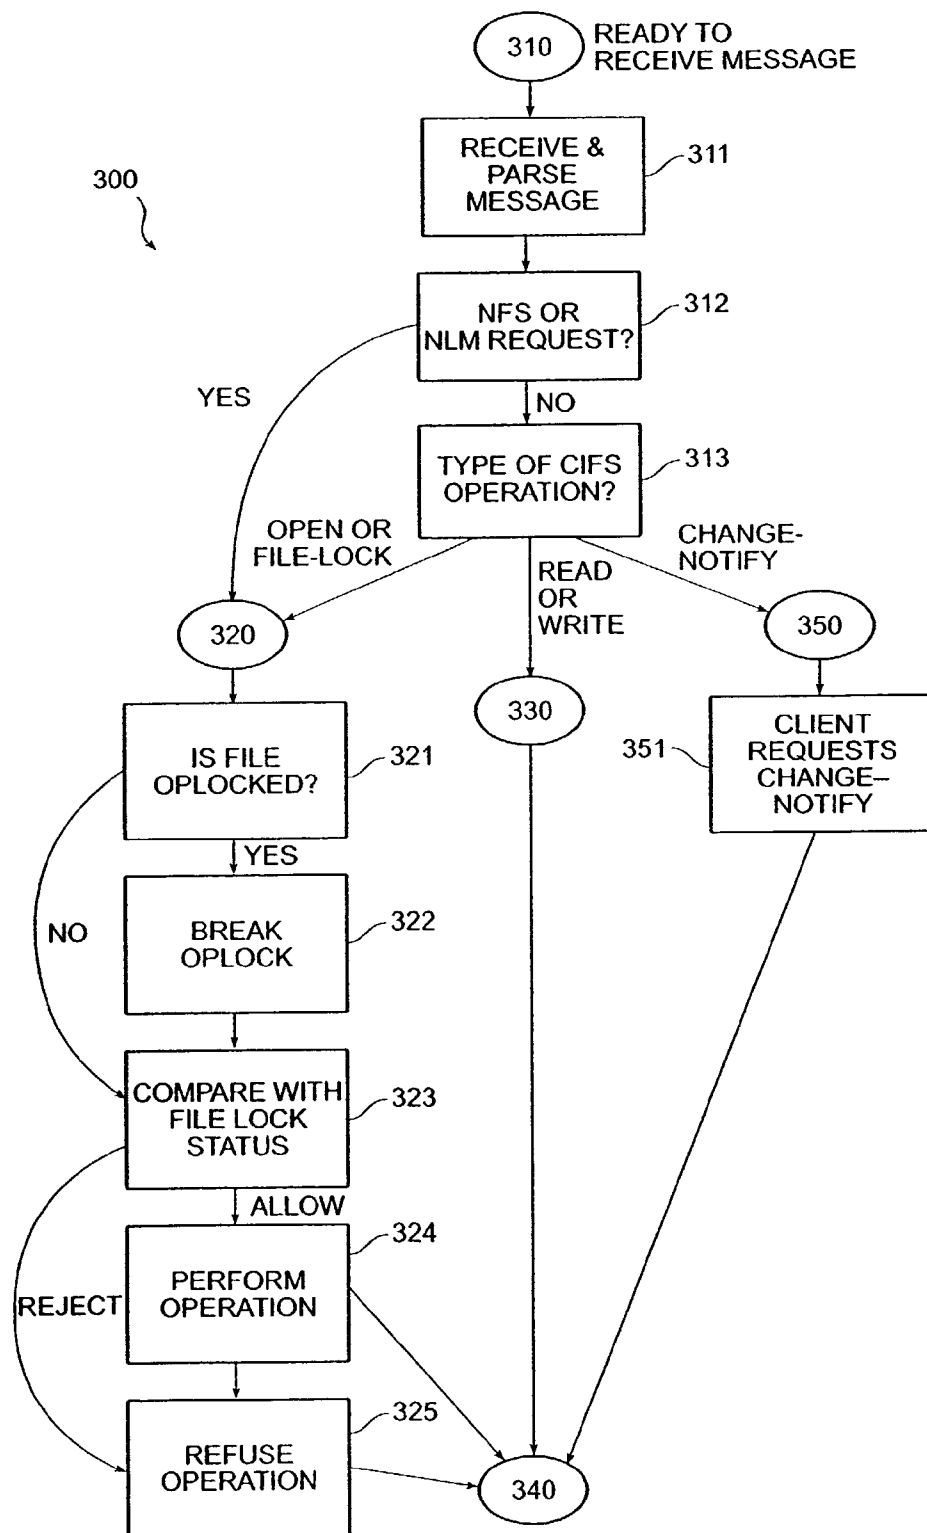 310
READY TO
RECEIVE MESSAGE
RECEIVE &
PARSE
MESSAGE
311
300
NFS OR
NLM REQUEST?
312
YES
NO
TYPE OF CIFS
OPERATION?
313
OPEN OR
FILE-LOCK
READ
OR
WRITE
CHANGE-
NOTIFY
320
350
330
IS FILE
OPLOCKED?
321
CLIENT
REQUESTS
CHANGE–
NOTIFY
351
YES
NO
BREAK
OPLOCK
322
COMPARE WITH
FILE LOCK
STATUS
323
ALLOW
REJECT
PERFORM
OPERATION
324
REFUSE
OPERATION
325
340